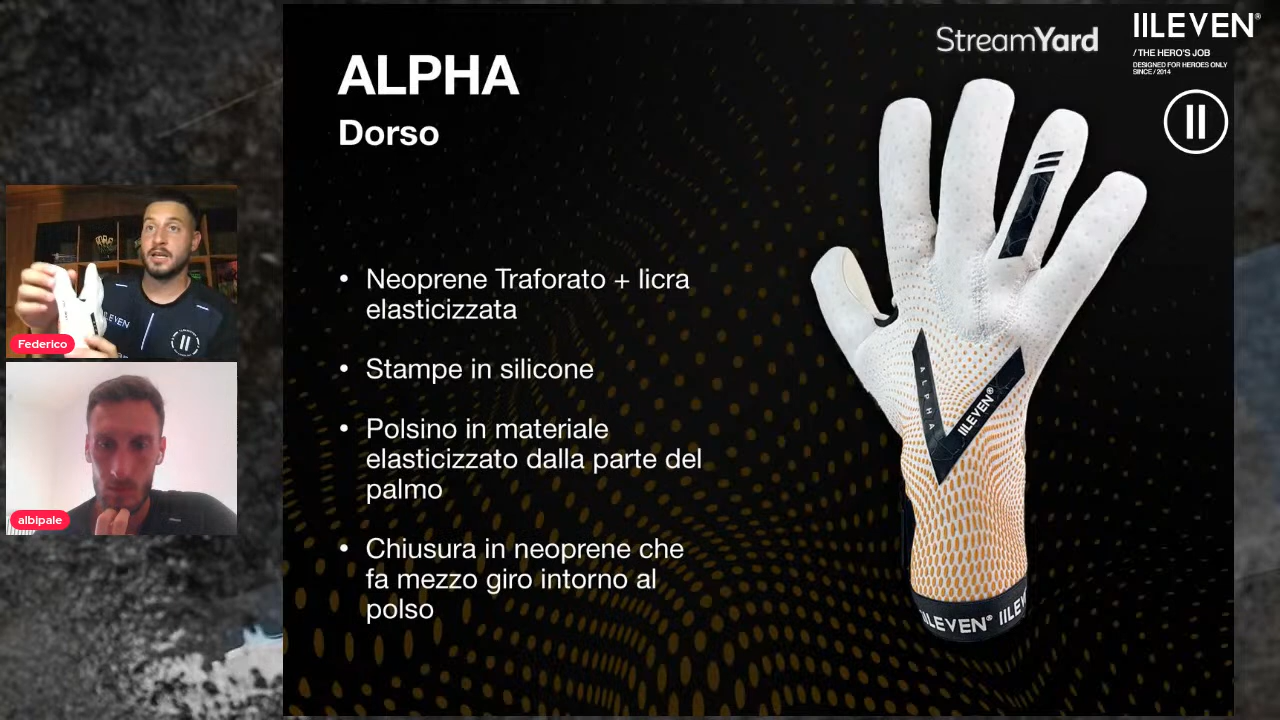 StreamYard
IILEVEN®
/ THE HERO'S JOB
DESIGNED FOR HEROES ONLY
SINCE / 2014
ALPHA
Dorso
• Neoprene Traforato + licra
elasticizzata
• Stampe in silicone
• Polsino in materiale
elasticizzato dalla parte del
palmo
• Chiusura in neoprene che
fa mezzo giro intorno al
polso
ALPHA
IILEVEN®
IILEVEN® IILEV
IILEVEN
Federico
albipale